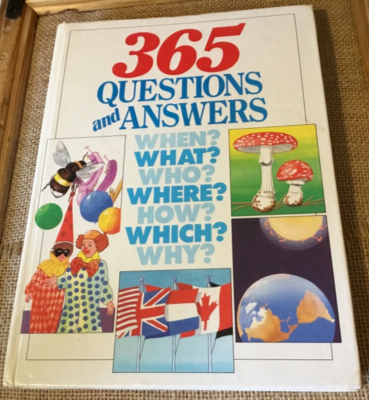 365
QUESTIONS
and ANSWERS
WHEN?
WHAT?
WHO?
WHERE?
HOW?
WHICH?
WHY?